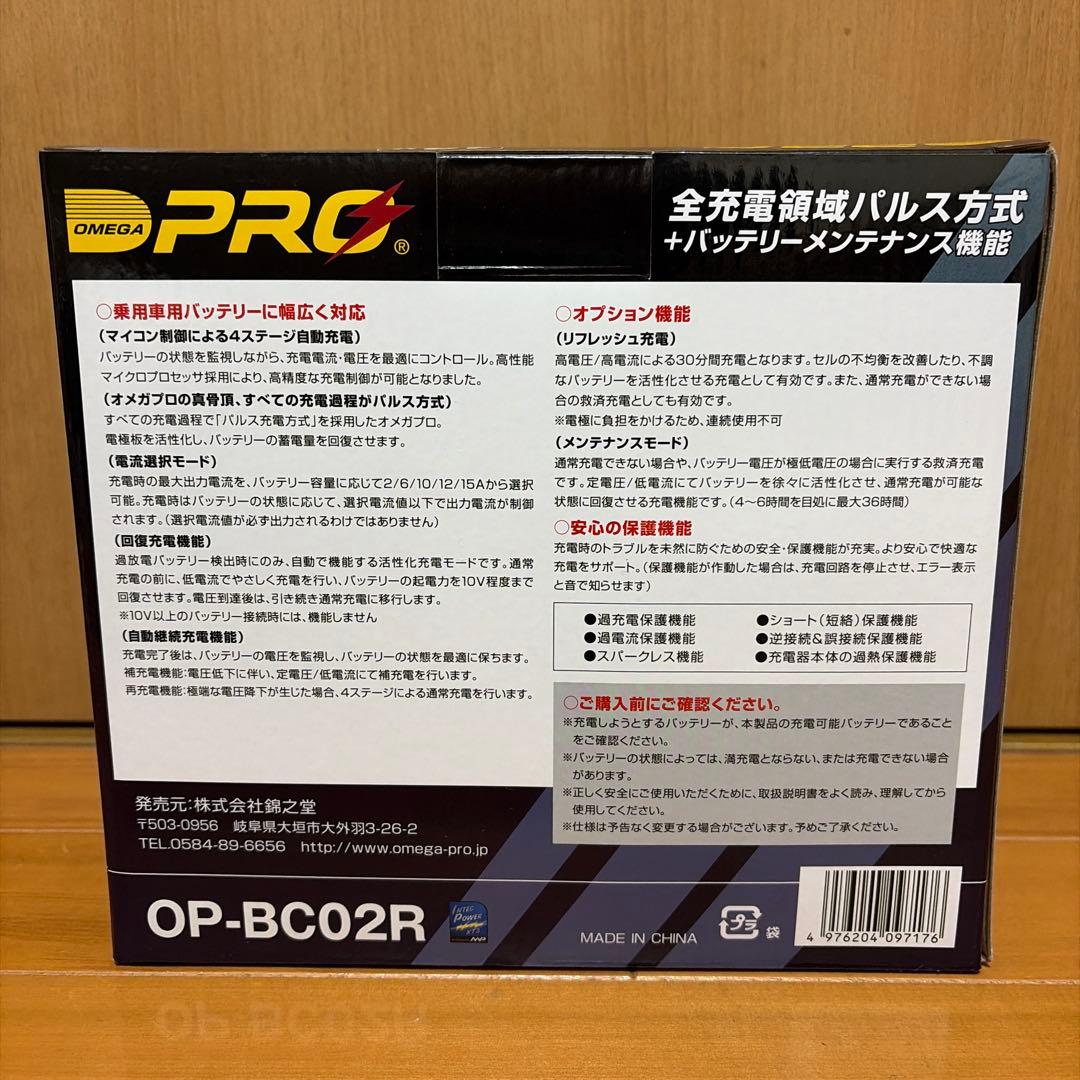 OMEGA
PRO®
全充電領域パルス方式
+バッテリーメンテナンス機能
○乗用車用バッテリーに幅広く対応
(マイコン制御による4ステージ自動充電)
バッテリーの状態を監視しながら、充電電流・電圧を最適にコントロール。高性能
マイクロプロセッサ採用により、高精度な充電制御が可能となりました。
(オメガプロの真骨頂、すべての充電過程がパルス方式)
すべての充電過程で「パルス充電方式」を採用したオメガプロ。
電極板を活性化し、バッテリーの蓄電量を回復させます。
(電流選択モード)
充電時の最大出力電流を、バッテリー容量に応じて2/6/10/12/15Aから選択
可能。充電時はバッテリーの状態に応じて、選択電流値以下で出力電流が制御
されます。(選択電流値が必ず出力されるわけではありません)
(回復充電機能)
過放電バッテリー検出時にのみ、自動で機能する活性化充電モードです。通常
充電の前に、低電流でやさしく充電を行い、バッテリーの起電力を10V程度まで
回復させます。電圧到達後は、引き続き通常充電に移行します。
※10V以上のバッテリー接続時には、機能しません
(自動継続充電機能)
充電完了後は、バッテリーの電圧を監視し、バッテリーの状態を最適に保ちます。
補充電機能:電圧低下に伴い、定電圧/低電流にて補充電を行います。
再充電機能:極端な電圧降下が生じた場合、4ステージによる通常充電を行います。
○オプション機能
(リフレッシュ充電)
高電圧/高電流による30分間充電となります。セルの不均衡を改善したり、不調
なバッテリーを活性化させる充電として有効です。また、通常充電ができない場
合の救済充電としても有効です。
※電極に負担をかけるため、連続使用不可
(メンテナンスモード)
通常充電できない場合や、バッテリー電圧が極低電圧の場合に実行する救済充電
です。定電圧/低電流にてバッテリーを徐々に活性化させ、通常充電が可能な
状態に回復させる充電機能です。(4~6時間を目処に最大36時間)
○安心の保護機能
充電時のトラブルを未然に防ぐための安全・保護機能が充実。より安心で快適な
充電をサポート。(保護機能が作動した場合は、充電回路を停止させ、エラー表示
と音で知らせます)
●過充電保護機能
●ショート(短絡)保護機能
●過電流保護機能
●逆接続&誤接続保護機能
●スパークレス機能
●充電器本体の過熱保護機能
○ご購入前にご確認ください。
※充電しようとするバッテリーが、本製品の充電可能バッテリーであること
をご確認ください。
※バッテリーの状態によっては、満充電とならない、または充電できない場合
があります。
※正しく安全にご使用いただくために、取扱説明書をよく読み、理解してから
使用してください。
※仕様は予告なく変更する場合がございます。予めご了承ください。
発売元:株式会社錦之堂
〒503-0956 岐阜県大垣市大外羽3-26-2
TEL.0584-89-6656 http://www.omega-pro.jp
OP-BC02R
INTEC
POWER
XTS
MADE IN CHINA
プラ
袋
4 976204 097176